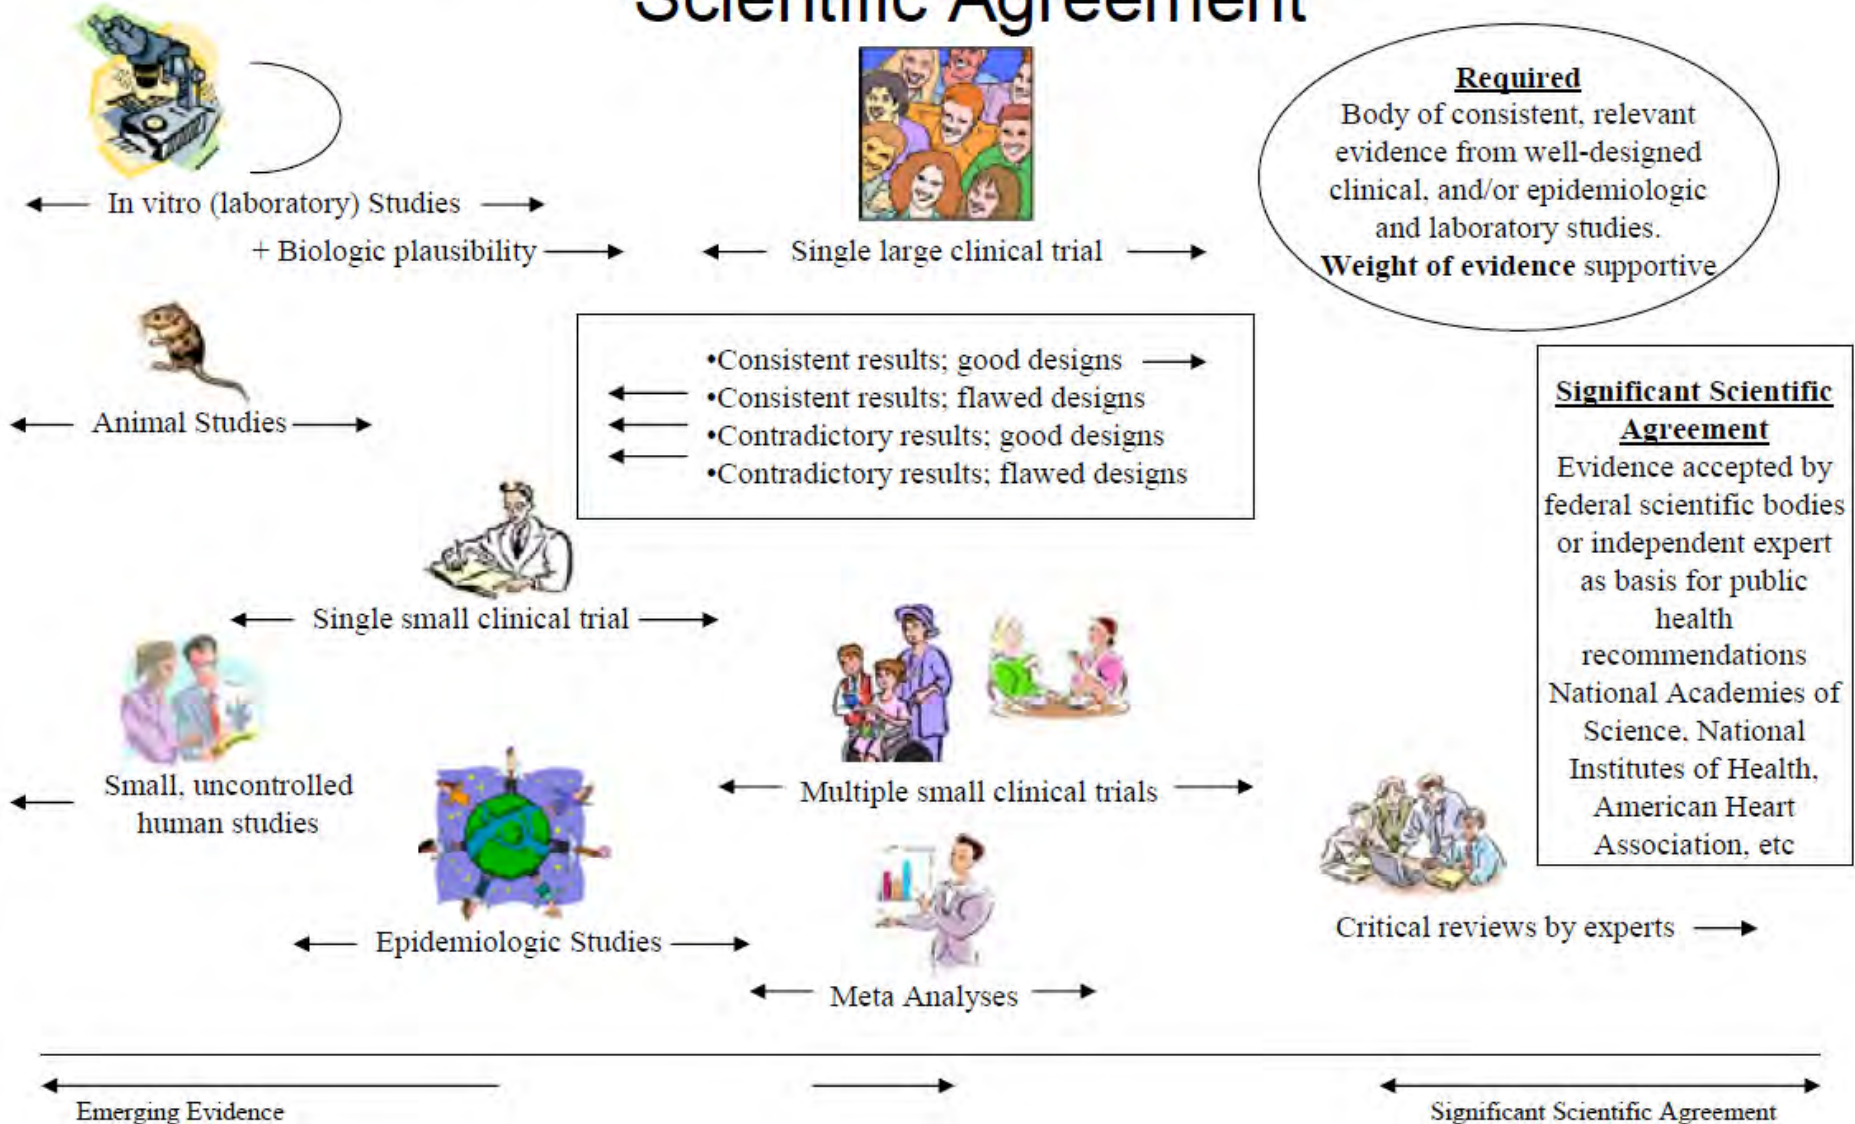 Scientific Agreement
In vitro (laboratory) Studies
+ Biologic plausibility
Single large clinical trial
Required
Body of consistent, relevant
evidence from well-designed
clinical, and/or epidemiologic
and laboratory studies.
Weight of evidence supportive
Animal Studies
•Consistent results; good designs
•Consistent results; flawed designs
•Contradictory results; good designs
•Contradictory results; flawed designs
Significant Scientific
Agreement
Evidence accepted by
federal scientific bodies
or independent expert
as basis for public
health
recommendations
National Academies of
Science, National
Institutes of Health,
American Heart
Association, etc
Single small clinical trial
Small, uncontrolled
human studies
Multiple small clinical trials
Epidemiologic Studies
Critical reviews by experts
Meta Analyses
Emerging Evidence
Significant Scientific Agreement